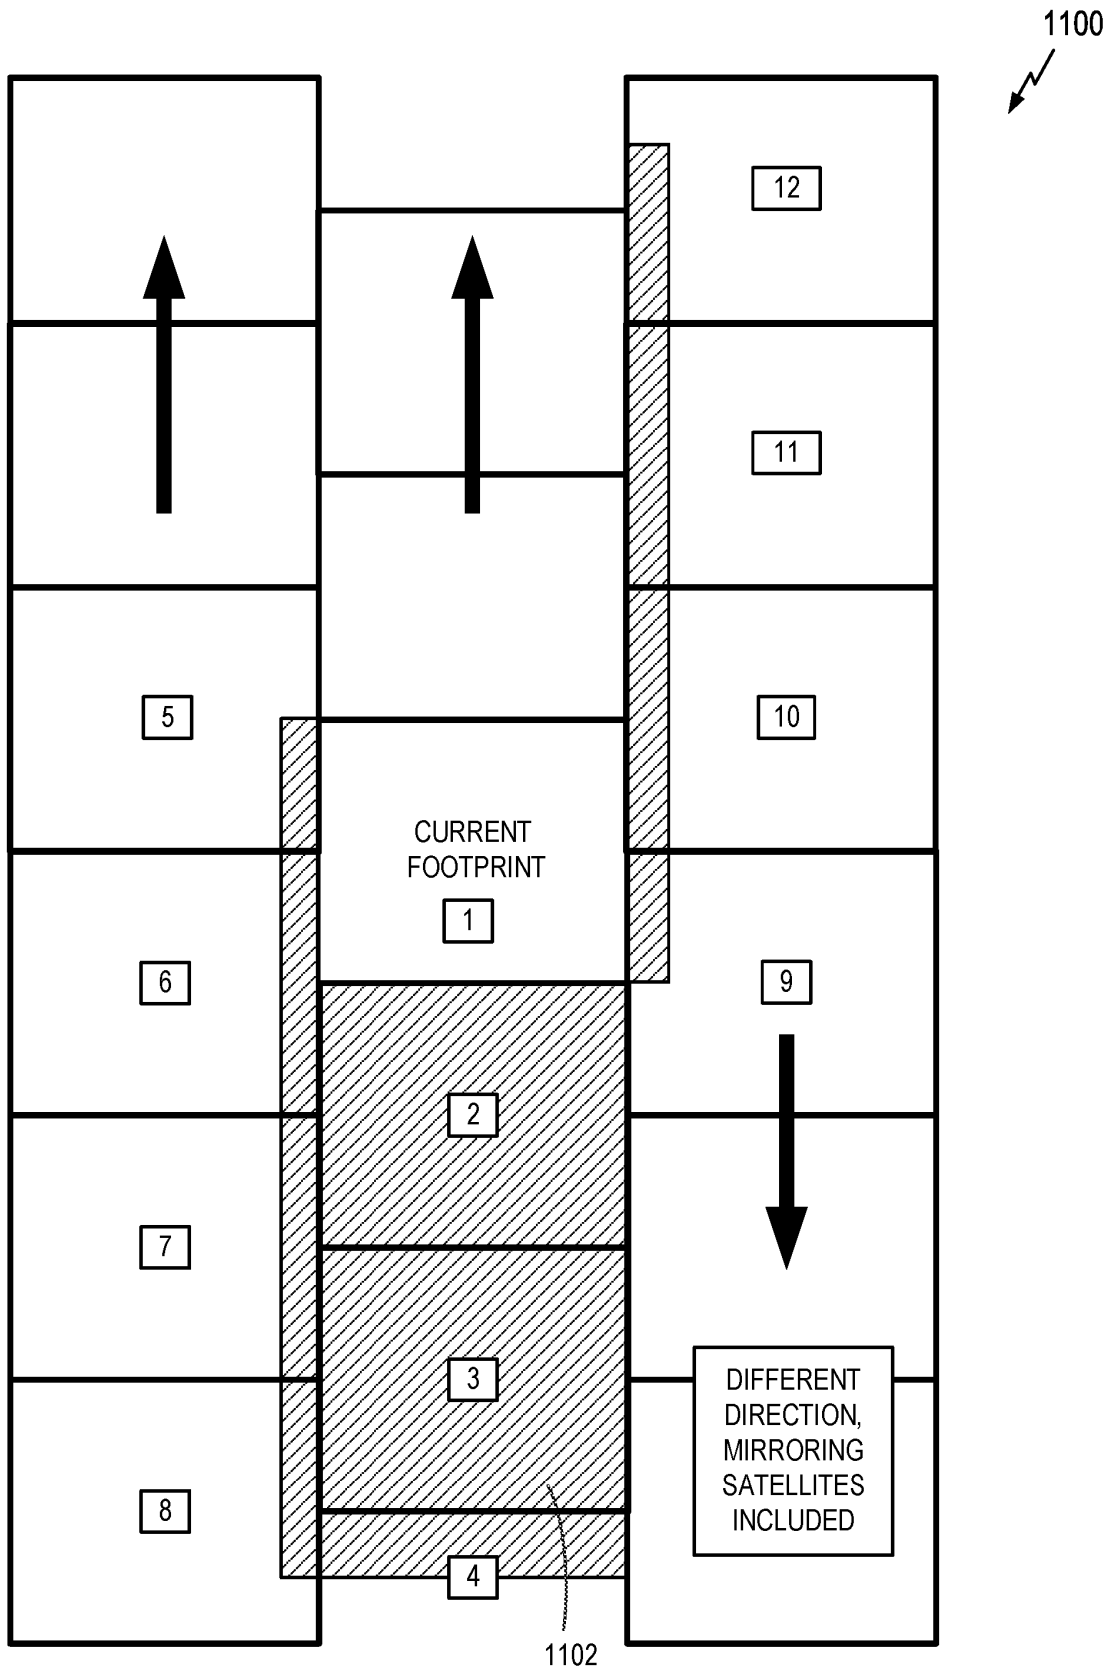 1100
12
11
5
10
CURRENT
FOOTPRINT
1
6
9
2
7
3
DIFFERENT
DIRECTION,
MIRRORING
SATELLITES
INCLUDED
8
4
1102